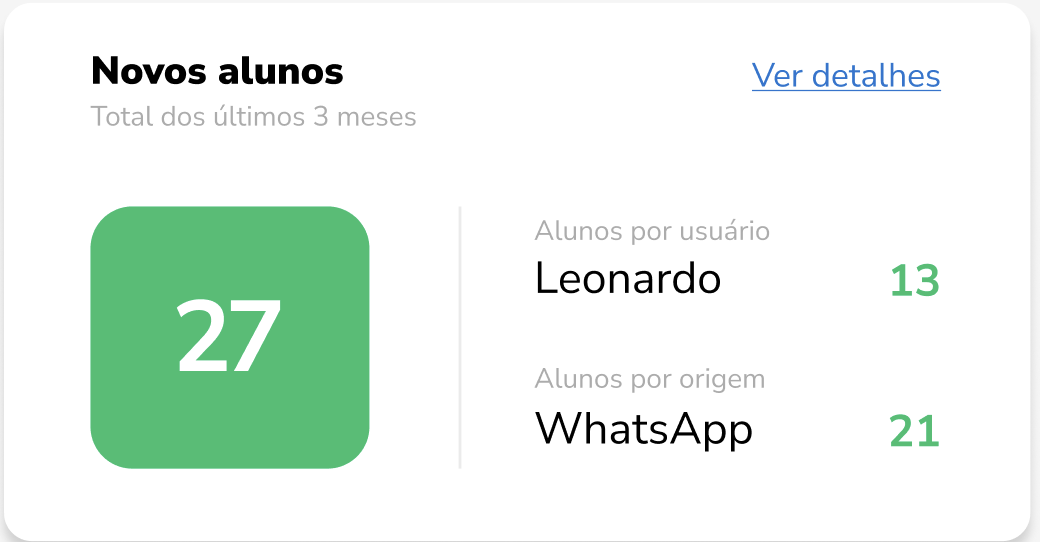 Novos alunos
Ver detalhes
Total dos últimos 3 meses
27
Alunos por usuário
Leonardo 13
Alunos por origem
WhatsApp 21